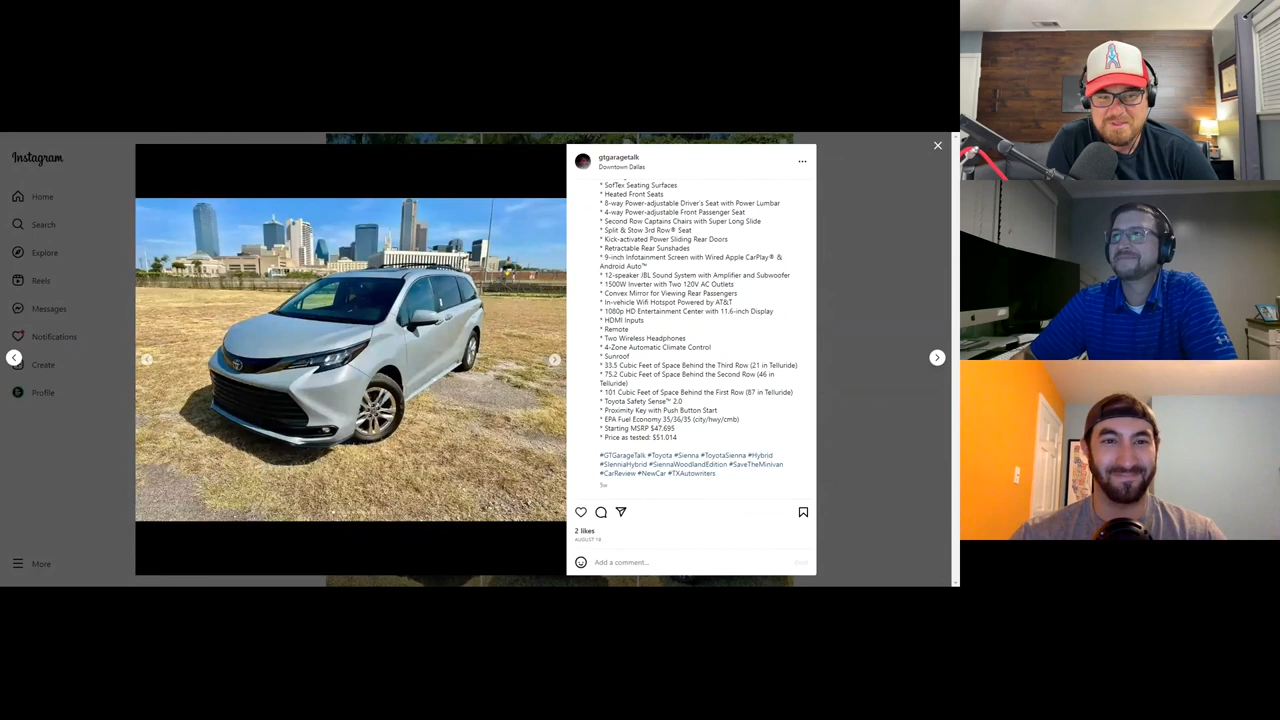 Instagram
Home
Search
Explore
Reels
Messages
Notifications
Create
Profile
More
gtgaragetalk
Downtown Dallas
* SofTex Seating Surfaces
* Heated Front Seats
* 8-way Power-adjustable Driver's Seat with Power Lumbar
* 4-way Power-adjustable Front Passenger Seat
* Second Row Captains Chairs with Super Long Slide
* Split & Stow 3rd Row® Seat
* Kick-activated Power Sliding Rear Doors
* Retractable Rear Sunshades
* 9-inch Infotainment Screen with Wired Apple CarPlay® &
Android Auto™
* 12-speaker JBL Sound System with Amplifier and Subwoofer
* 1500W Inverter with Two 120V AC Outlets
* Convex Mirror for Viewing Rear Passengers
* In-vehicle Wifi Hotspot Powered by AT&T
* 1080p HD Entertainment Center with 11.6-inch Display
* HDMI Inputs
* Remote
* Two Wireless Headphones
* 4-Zone Automatic Climate Control
* Sunroof
* 33.5 Cubic Feet of Space Behind the Third Row (21 in Telluride)
* 75.2 Cubic Feet of Space Behind the Second Row (46 in
Telluride)
* 101 Cubic Feet of Space Behind the First Row (87 in Telluride)
* Toyota Safety Sense™ 2.0
* Proximity Key with Push Button Start
* EPA Fuel Economy 35/36/35 (city/hwy/cmb)
* Starting MSRP $47,695
* Price as tested: $51,014
#GTGarageTalk #Toyota #Sienna #ToyotaSienna #Hybrid
#SIenniaHybrid #SiennaWoodlandEdition #SaveTheMinivan
#CarReview #NewCar #TXAutowriters
5w
2 likes
AUGUST 19
Add a comment...
Post